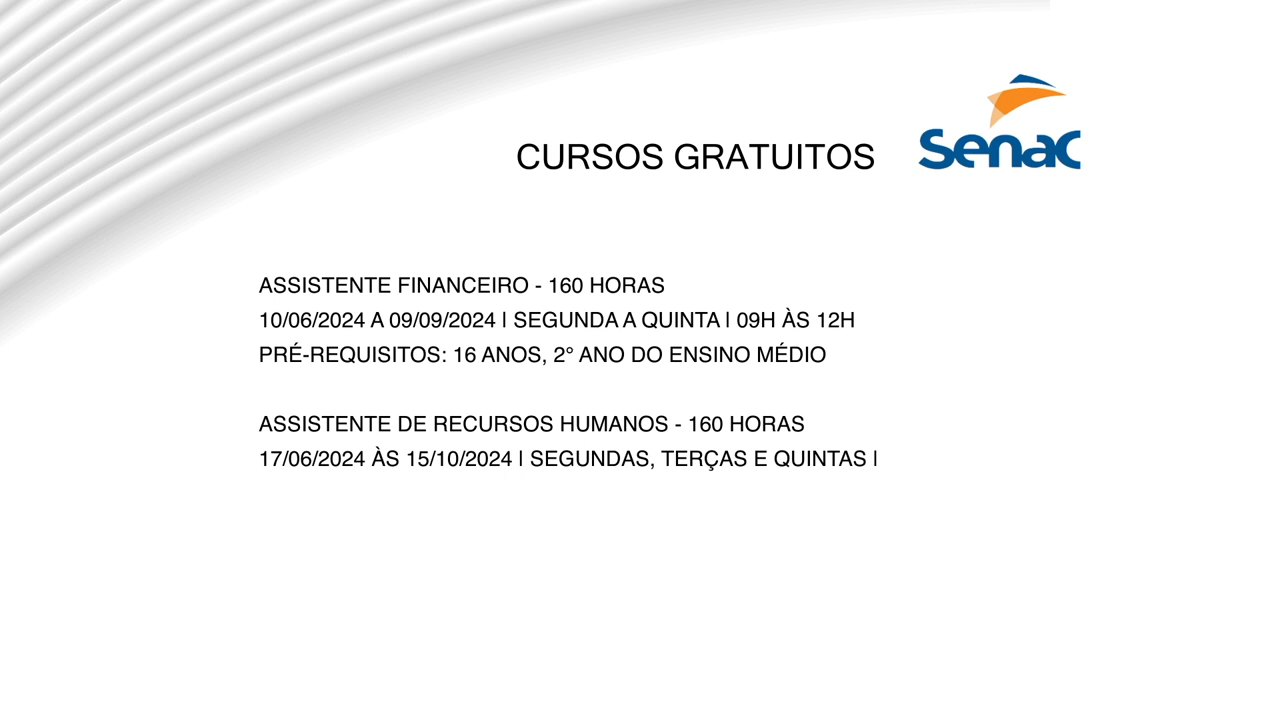 CURSOS GRATUITOS
Senac
ASSISTENTE FINANCEIRO - 160 HORAS
10/06/2024 A 09/09/2024 | SEGUNDA A QUINTA | 09H ÀS 12H
PRÉ-REQUISITOS: 16 ANOS, 2° ANO DO ENSINO MÉDIO
ASSISTENTE DE RECURSOS HUMANOS - 160 HORAS
17/06/2024 ÀS 15/10/2024 | SEGUNDAS, TERÇAS E QUINTAS |